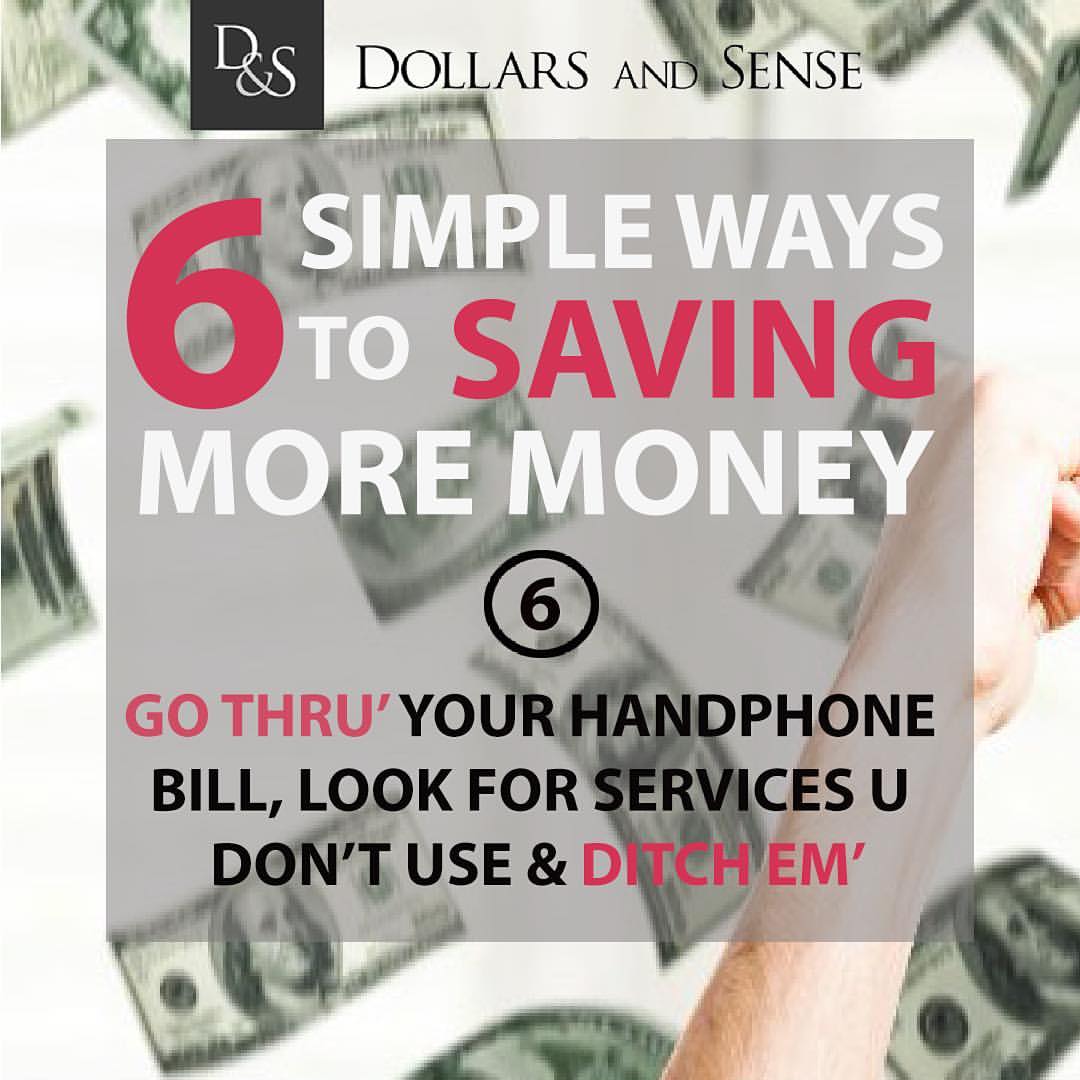 D&S DOLLARS AND SENSE
6 SIMPLE WAYS
TO SAVING
MORE MONEY
6
GO THRU’ YOUR HANDPHONE
BILL, LOOK FOR SERVICES U
DON’T USE & DITCH EM’